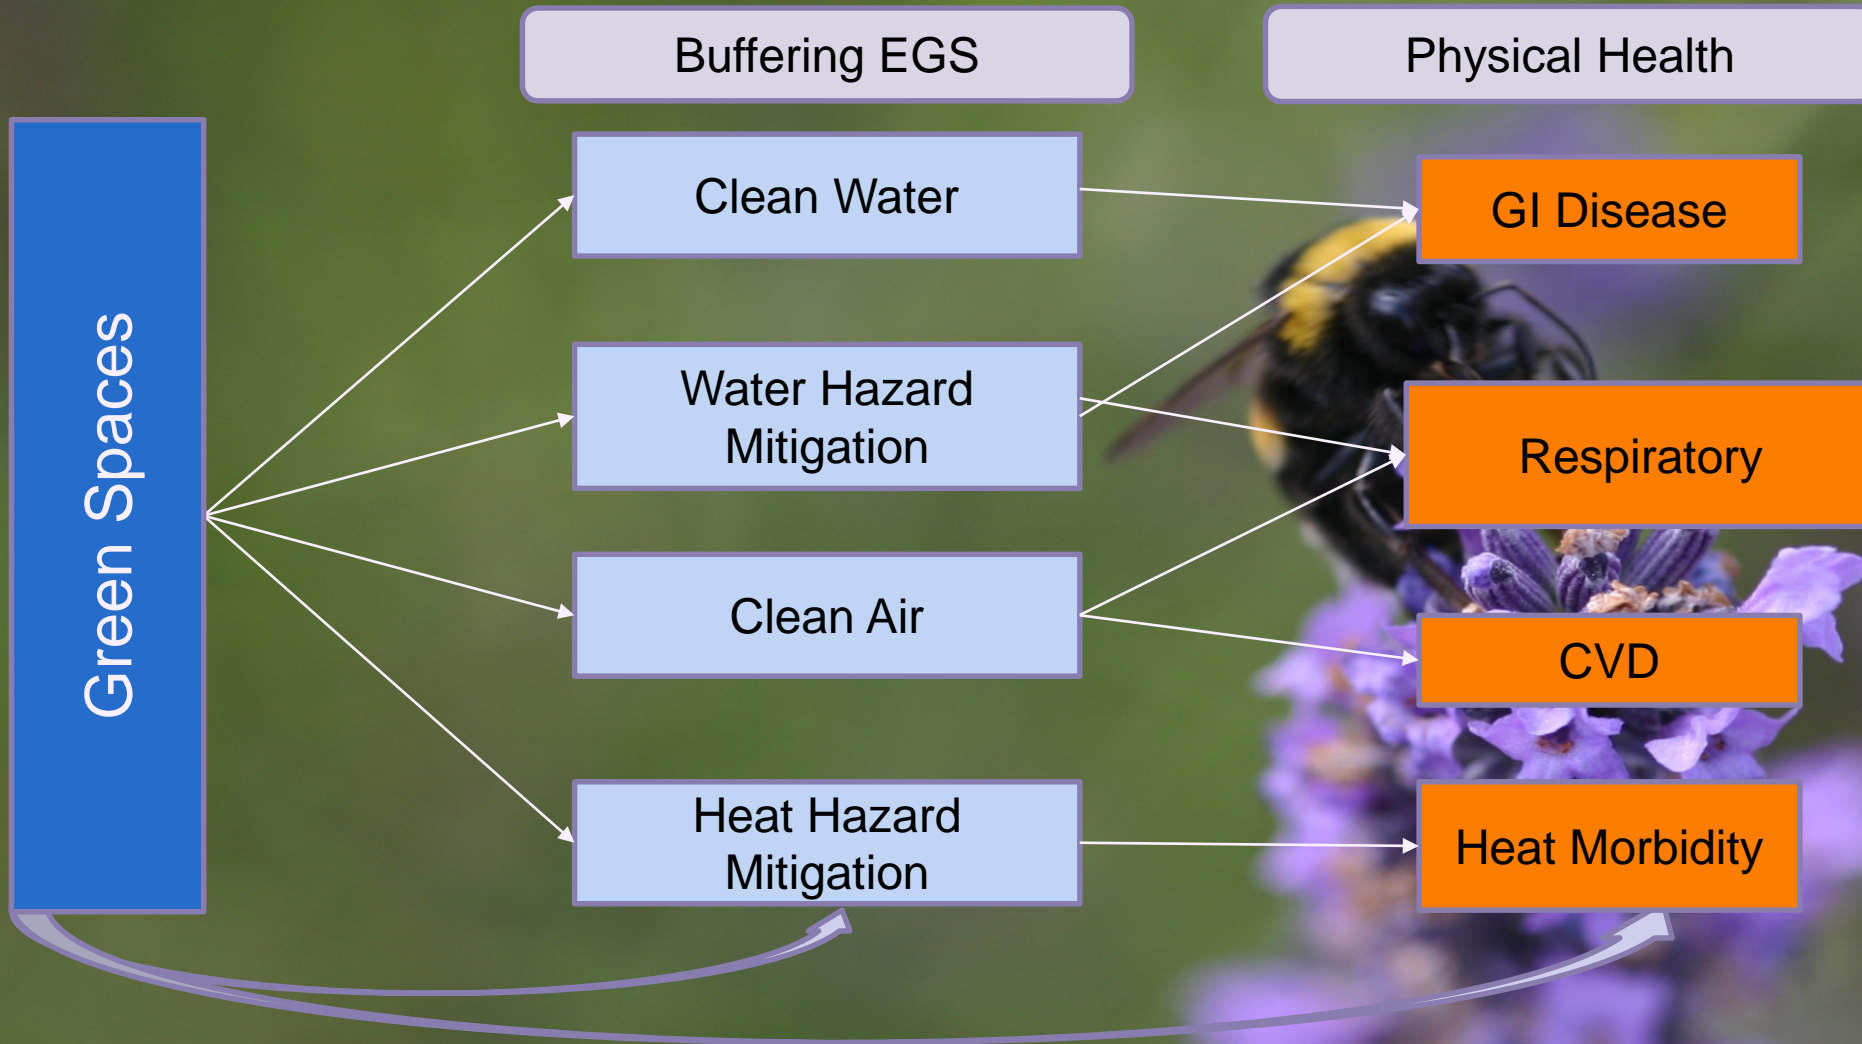 Buffering EGS
Physical Health
Green Spaces
Clean Water
GI Disease
Water Hazard
Mitigation
Respiratory
Clean Air
CVD
Heat Hazard
Mitigation
Heat Morbidity